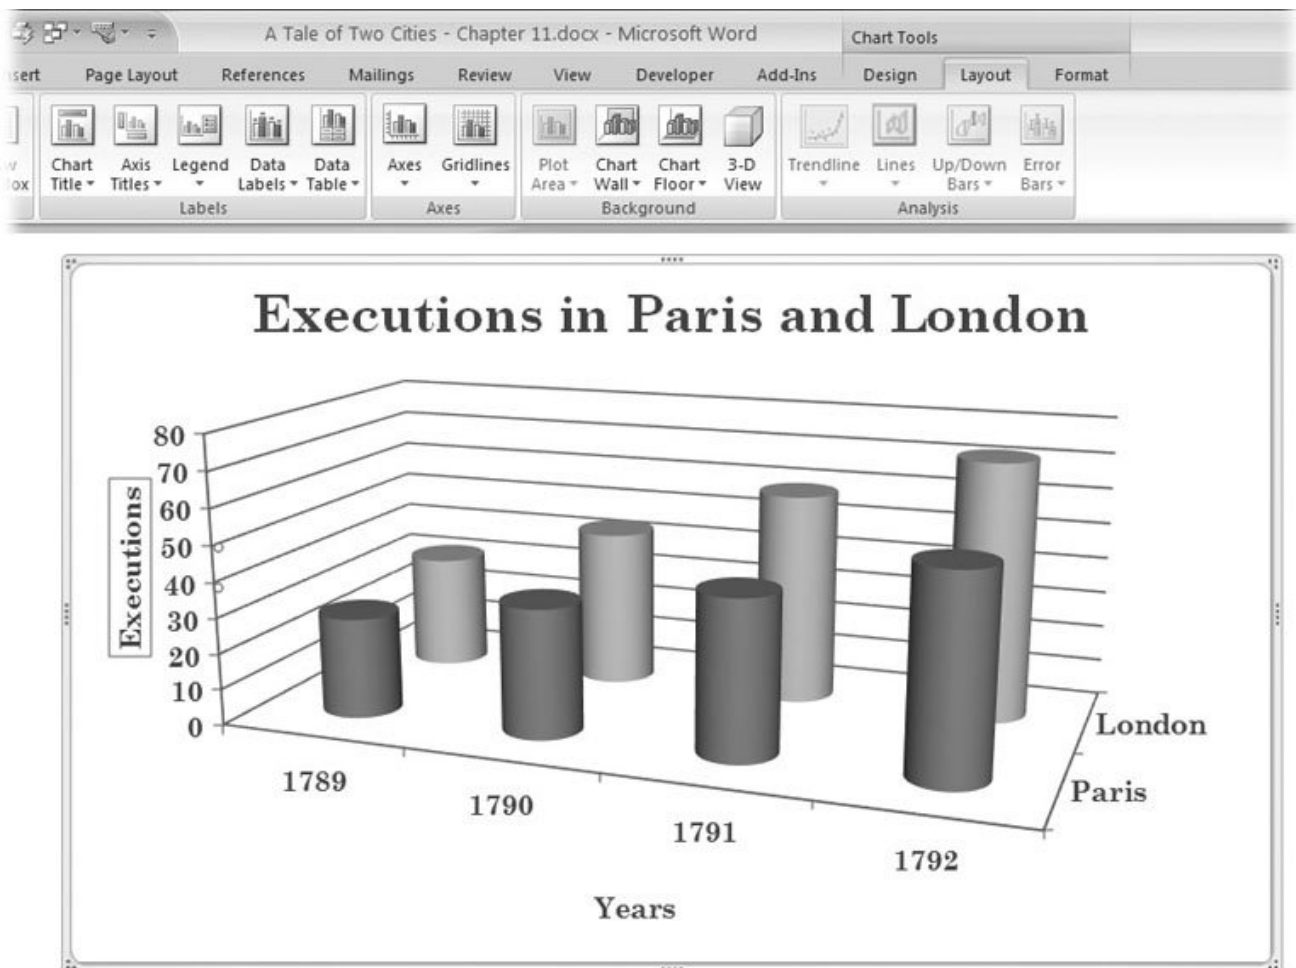 A Tale of Two Cities - Chapter 11.docx - Microsoft Word
Chart Tools
Page Layout References Mailings Review View Developer Add-Ins Design Layout Format
Chart Title
Axis Titles
Legend
Data Labels
Data Table
Axes
Gridlines
Plot Area
Chart Wall
Chart Floor
3-D View
Trendline
Lines
Up/Down Bars
Error Bars
Labels
Axes
Background
Analysis
Executions in Paris and London
80
70
60
50
40
30
20
10
0
Executions
1789
1790
1791
1792
London
Paris
Years